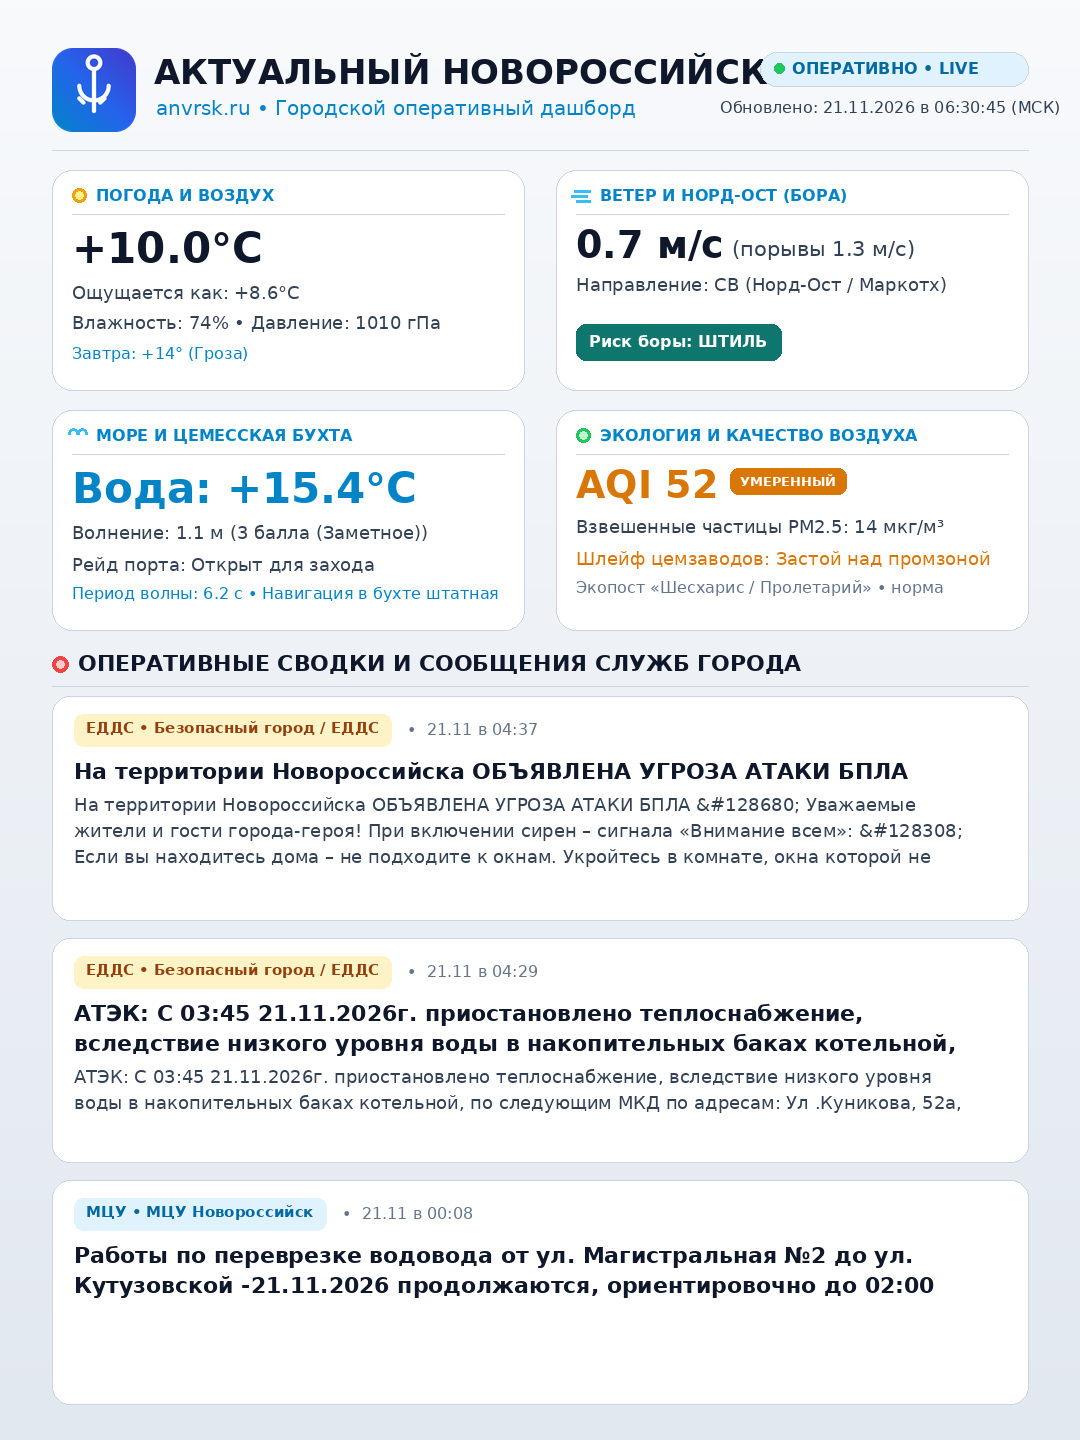 АКТУАЛЬНЫЙ НОВОРОССИЙСК
ОПЕРАТИВНО • LIVE
anvrsk.ru • Городской оперативный дашборд
Обновлено: 21.11.2026 в 06:30:45 (МСК)
ПОГОДА И ВОЗДУХ
+10.0°C
Ощущается как: +8.6°C
Влажность: 74% • Давление: 1010 гПа
Завтра: +14° (Гроза)
ВЕТЕР И НОРД-ОСТ (БОРА)
0.7 м/с (порывы 1.3 м/с)
Направление: СВ (Норд-Ост / Маркотх)
Риск боры: ШТИЛЬ
МОРЕ И ЦЕМЕССКАЯ БУХТА
Вода: +15.4°C
Волнение: 1.1 м (3 балла (Заметное))
Рейд порта: Открыт для захода
Период волны: 6.2 с • Навигация в бухте штатная
ЭКОЛОГИЯ И КАЧЕСТВО ВОЗДУХА
AQI 52 УМЕРЕННЫЙ
Взвешенные частицы PM2.5: 14 мкг/м³
Шлейф цемзаводов: Застой над промзоной
Экопост «Шесхарис / Пролетарий» • норма
ОПЕРАТИВНЫЕ СВОДКИ И СООБЩЕНИЯ СЛУЖБ ГОРОДА
ЕДДС • Безопасный город / ЕДДС • 21.11 в 04:37
На территории Новороссийска ОБЪЯВЛЕНА УГРОЗА АТАКИ БПЛА
На территории Новороссийска ОБЪЯВЛЕНА УГРОЗА АТАКИ БПЛА &#128680; Уважаемые
жители и гости города-героя! При включении сирен – сигнала «Внимание всем»: &#128308;
Если вы находитесь дома – не подходите к окнам. Укройтесь в комнате, окна которой не
ЕДДС • Безопасный город / ЕДДС • 21.11 в 04:29
АТЭК: С 03:45 21.11.2026г. приостановлено теплоснабжение,
вследствие низкого уровня воды в накопительных баках котельной,
АТЭК: С 03:45 21.11.2026г. приостановлено теплоснабжение, вследствие низкого уровня
воды в накопительных баках котельной, по следующим МКД по адресам: Ул .Куникова, 52а,
МЦУ • МЦУ Новороссийск • 21.11 в 00:08
Работы по переврезке водовода от ул. Магистральная №2 до ул.
Кутузовской -21.11.2026 продолжаются, ориентировочно до 02:00